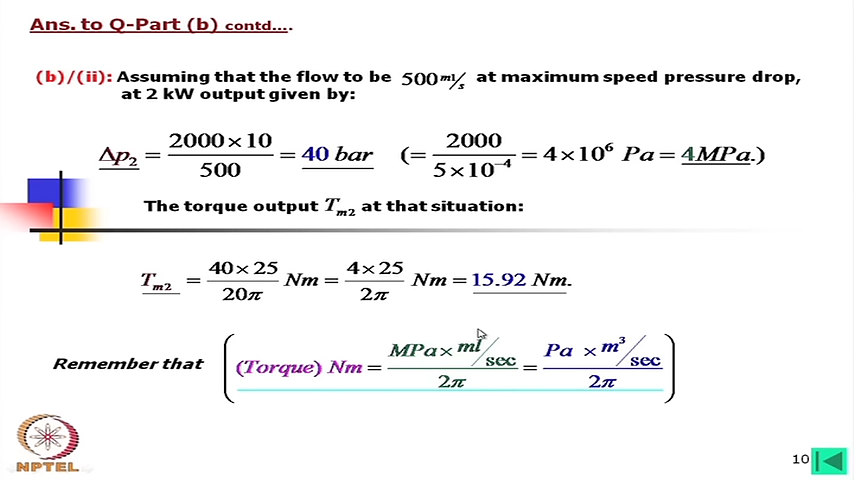 Ans. to Q-Part (b) contd….
(b)/(ii): Assuming that the flow to be 500 ml/s at maximum speed pressure drop,
at 2 kW output given by:
Δp₂ = (2000 × 10)/500 = 40 bar (= 2000/(5 × 10⁻⁴) = 4 × 10⁶ Pa = 4MPa.)
The torque output Tₘ₂ at that situation:
Tₘ₂ = (40 × 25)/(20π) Nm = (4 × 25)/(2π) Nm = 15.92 Nm.
Remember that ((Torque) Nm = (MPa × ml/sec)/(2π) = (Pa × m³/sec)/(2π))
NPTEL
10